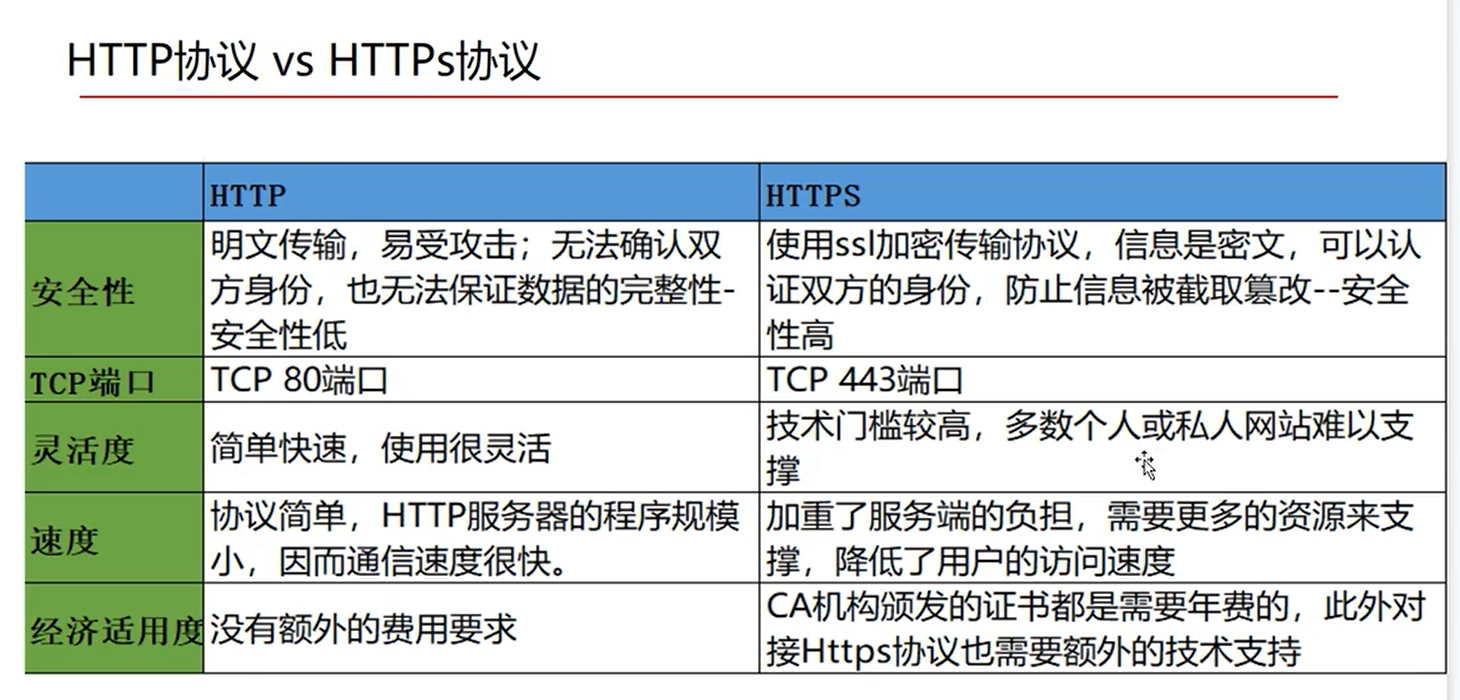 HTTP协议 vs HTTPs协议
HTTP
HTTPS
安全性
明文传输，易受攻击；无法确认双
方身份，也无法保证数据的完整性-
安全性低
使用ssl加密传输协议，信息是密文，可以认
证双方的身份，防止信息被截取篡改--安全
性高
TCP端口
TCP 80端口
TCP 443端口
灵活度
简单快速，使用很灵活
技术门槛较高，多数个人或私人网站难以支
撑
速度
协议简单，HTTP服务器的程序规模
小，因而通信速度很快。
加重了服务端的负担，需要更多的资源来支
撑，降低了用户的访问速度
经济适用度
没有额外的费用要求
CA机构颁发的证书都是需要年费的，此外对
接Https协议也需要额外的技术支持